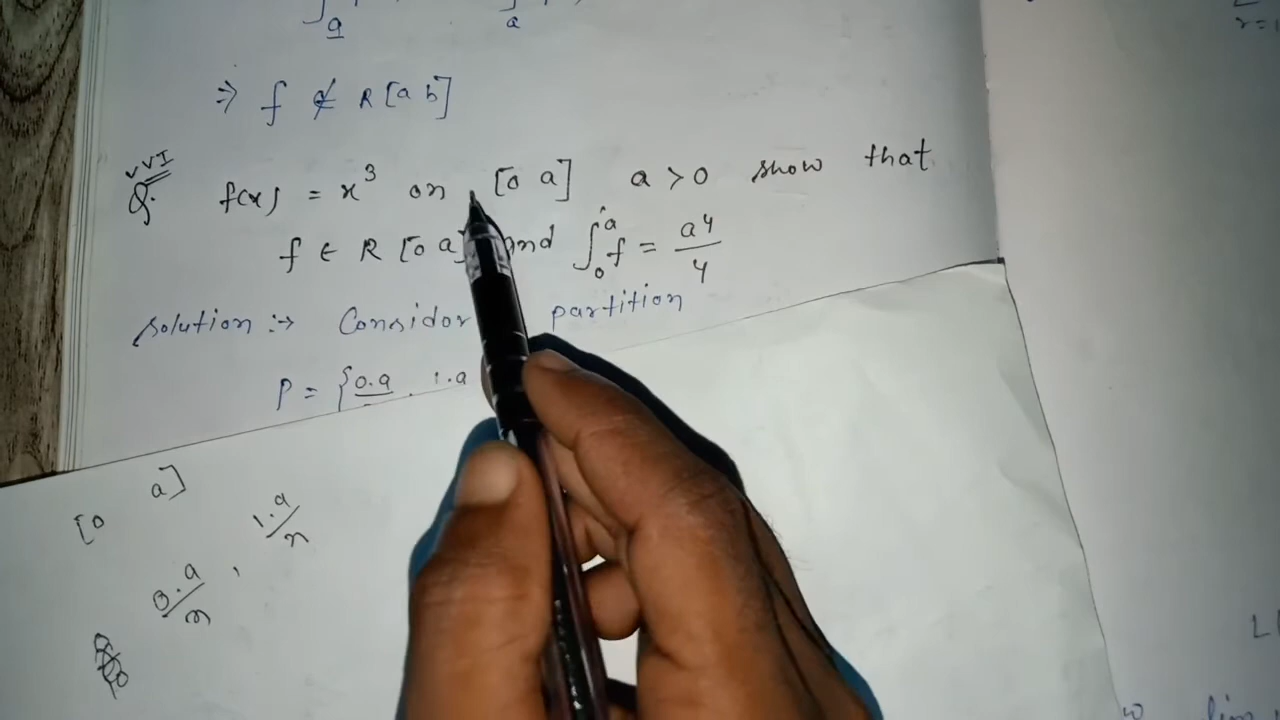 ∫a a
⇒ f ∉ R [a b]
VVI
Q. f(x) = x³ on [0 a] a > 0 show that
f ∈ R [0 a] and ∫₀ᵃ f = a⁴/4
Solution :→ Consider partition
P = { 0.a , 1.a
[0 a]
0.a/n , 1.a/n
r=
L
lim